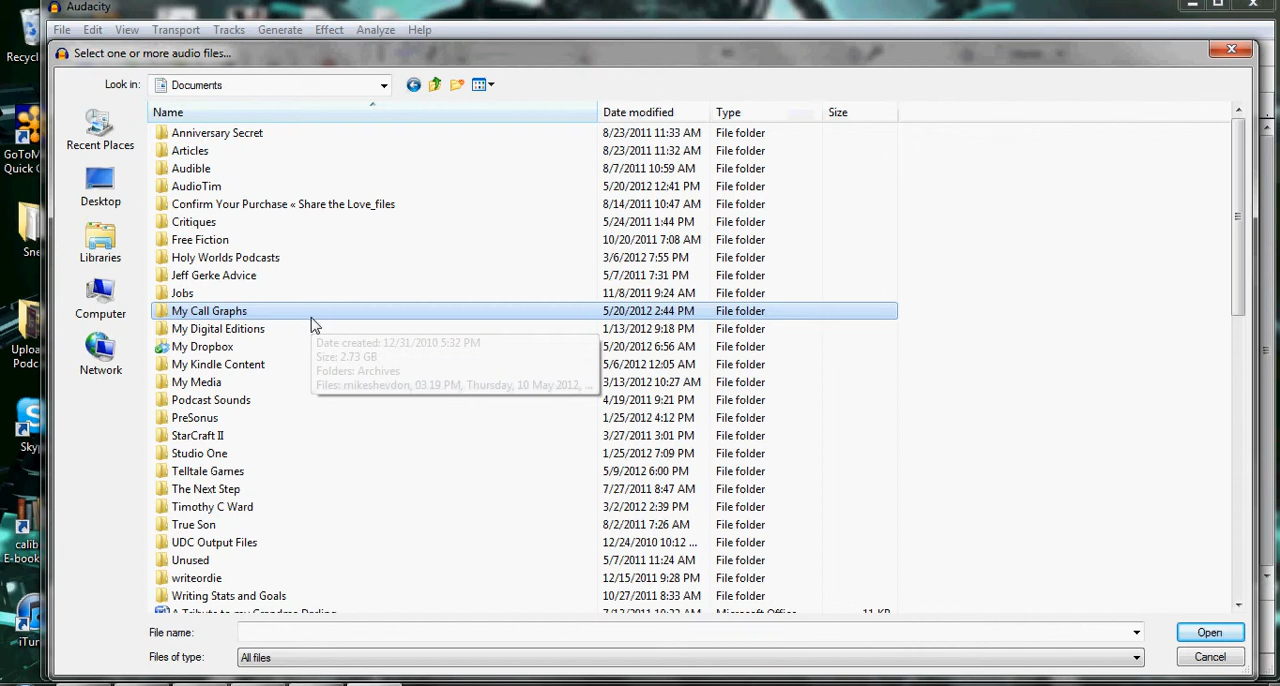 Audacity
File Edit View Transport Tracks Generate Effect Analyze Help
Select one or more audio files...
Look in: Documents
Name Date modified Type Size
Anniversary Secret 8/23/2011 11:33 AM File folder
Articles 8/23/2011 11:32 AM File folder
Audible 8/7/2011 10:59 AM File folder
AudioTim 5/20/2012 12:41 PM File folder
Confirm Your Purchase « Share the Love_files 8/14/2011 10:47 AM File folder
Critiques 5/24/2011 1:44 PM File folder
Free Fiction 10/20/2011 7:08 AM File folder
Holy Worlds Podcasts 3/6/2012 7:55 PM File folder
Jeff Gerke Advice 5/7/2011 7:31 PM File folder
Jobs 11/8/2011 9:24 AM File folder
My Call Graphs 5/20/2012 2:44 PM File folder
My Digital Editions 1/13/2012 9:18 PM File folder
My Dropbox 5/20/2012 6:56 AM File folder
My Kindle Content 5/6/2012 12:05 AM File folder
My Media 3/13/2012 10:27 AM File folder
Podcast Sounds 4/19/2011 9:21 PM File folder
PreSonus 1/25/2012 4:12 PM File folder
StarCraft II 3/27/2011 3:01 PM File folder
Studio One 1/25/2012 7:09 PM File folder
Telltale Games 5/9/2012 6:00 PM File folder
The Next Step 7/27/2011 8:47 AM File folder
Timothy C Ward 3/2/2012 2:39 PM File folder
True Son 8/2/2011 7:26 AM File folder
UDC Output Files 12/24/2010 10:12 ... File folder
Unused 5/7/2011 11:24 AM File folder
writeordie 12/15/2011 9:28 PM File folder
Writing Stats and Goals 10/27/2011 8:33 AM File folder
A Tribute to my Grandma Darling 7/13/2011 10:22 AM Microsoft Office 11 KB
Date created: 12/31/2010 5:32 PM
Size: 2.73 GB
Folders: Archives
Files: mikeshevdon, 03.19 PM, Thursday, 10 May 2012, ...
Recent Places
Desktop
Libraries
Computer
Network
File name: Open
Files of type: All files Cancel
Recycl
GoToM
Quick C
Sne
Uploa
Podc
Sky
calib
E-book
iTun